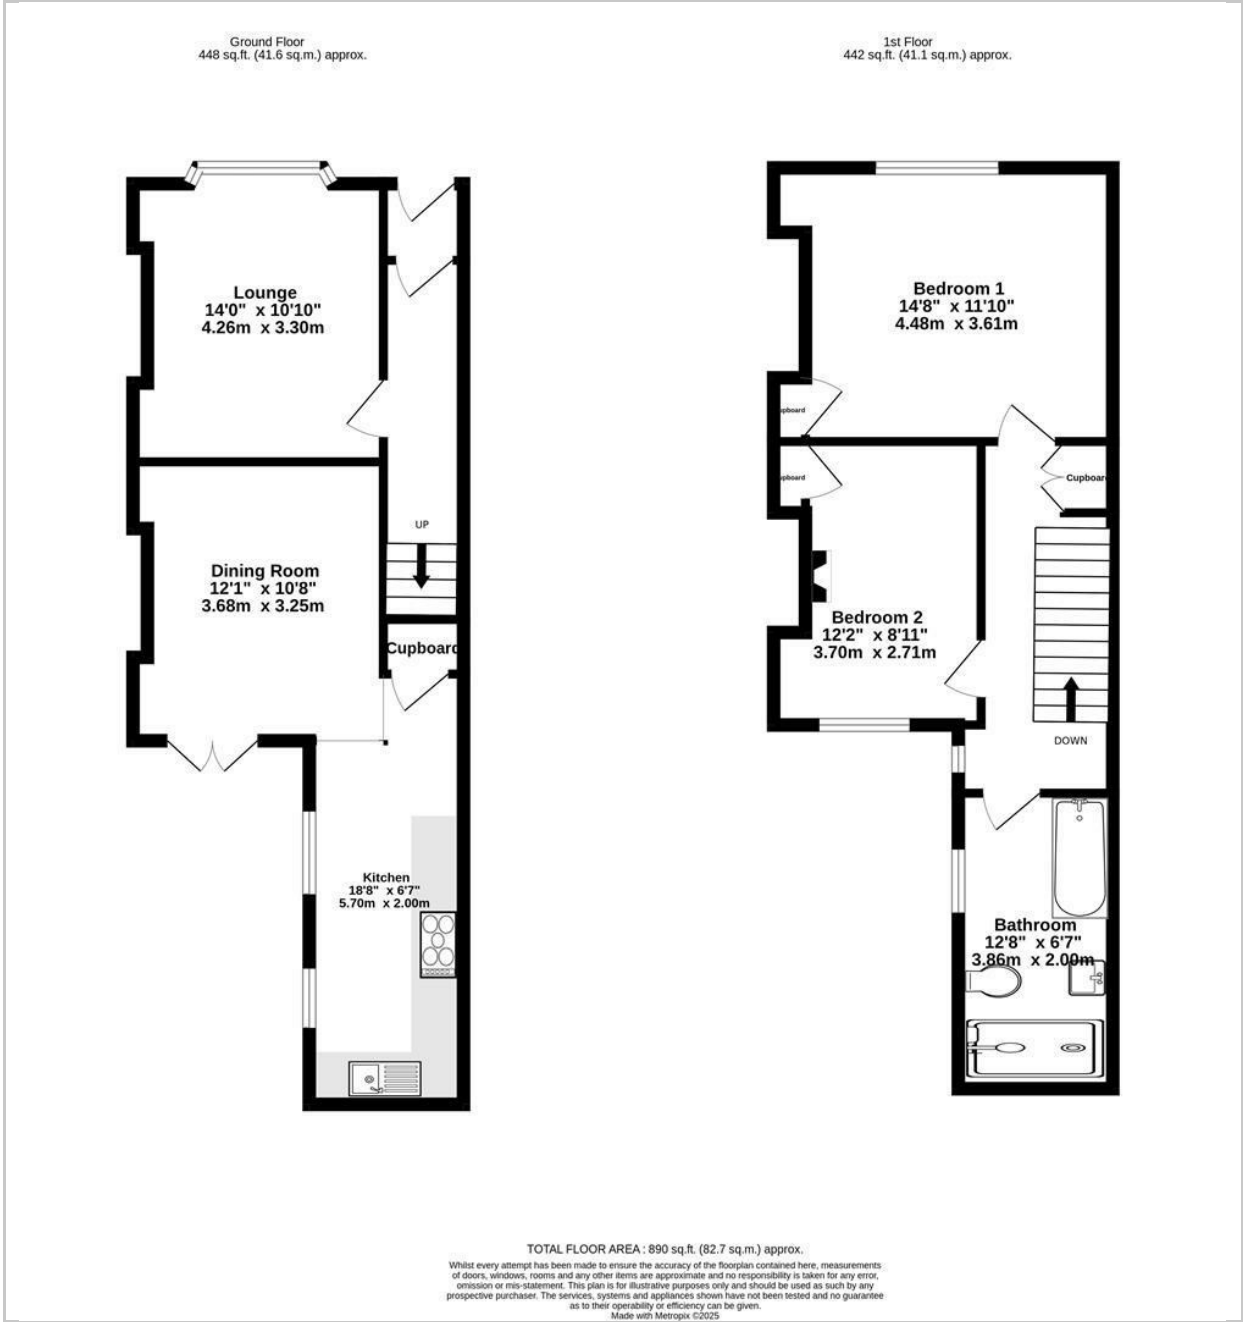 Ground Floor
448 sq.ft. (41.6 sq.m.) approx.
1st Floor
442 sq.ft. (41.1 sq.m.) approx.
Lounge
14'0" x 10'10"
4.26m x 3.30m
UP
Dining Room
12'1" x 10'8"
3.68m x 3.25m
Cupboard
Kitchen
18'8" x 6'7"
5.70m x 2.00m
Bedroom 1
14'8" x 11'10"
4.48m x 3.61m
pboard
pboard
Cupboar
Bedroom 2
12'2" x 8'11"
3.70m x 2.71m
DOWN
Bathroom
12'8" x 6'7"
3.86m x 2.00m
TOTAL FLOOR AREA : 890 sq.ft. (82.7 sq.m.) approx.
Whilst every attempt has been made to ensure the accuracy of the floorplan contained here, measurements
of doors, windows, rooms and any other items are approximate and no responsibility is taken for any error,
omission or mis-statement. This plan is for illustrative purposes only and should be used as such by any
prospective purchaser. The services, systems and appliances shown have not been tested and no guarantee
as to their operability or efficiency can be given.
Made with Metropix ©2025